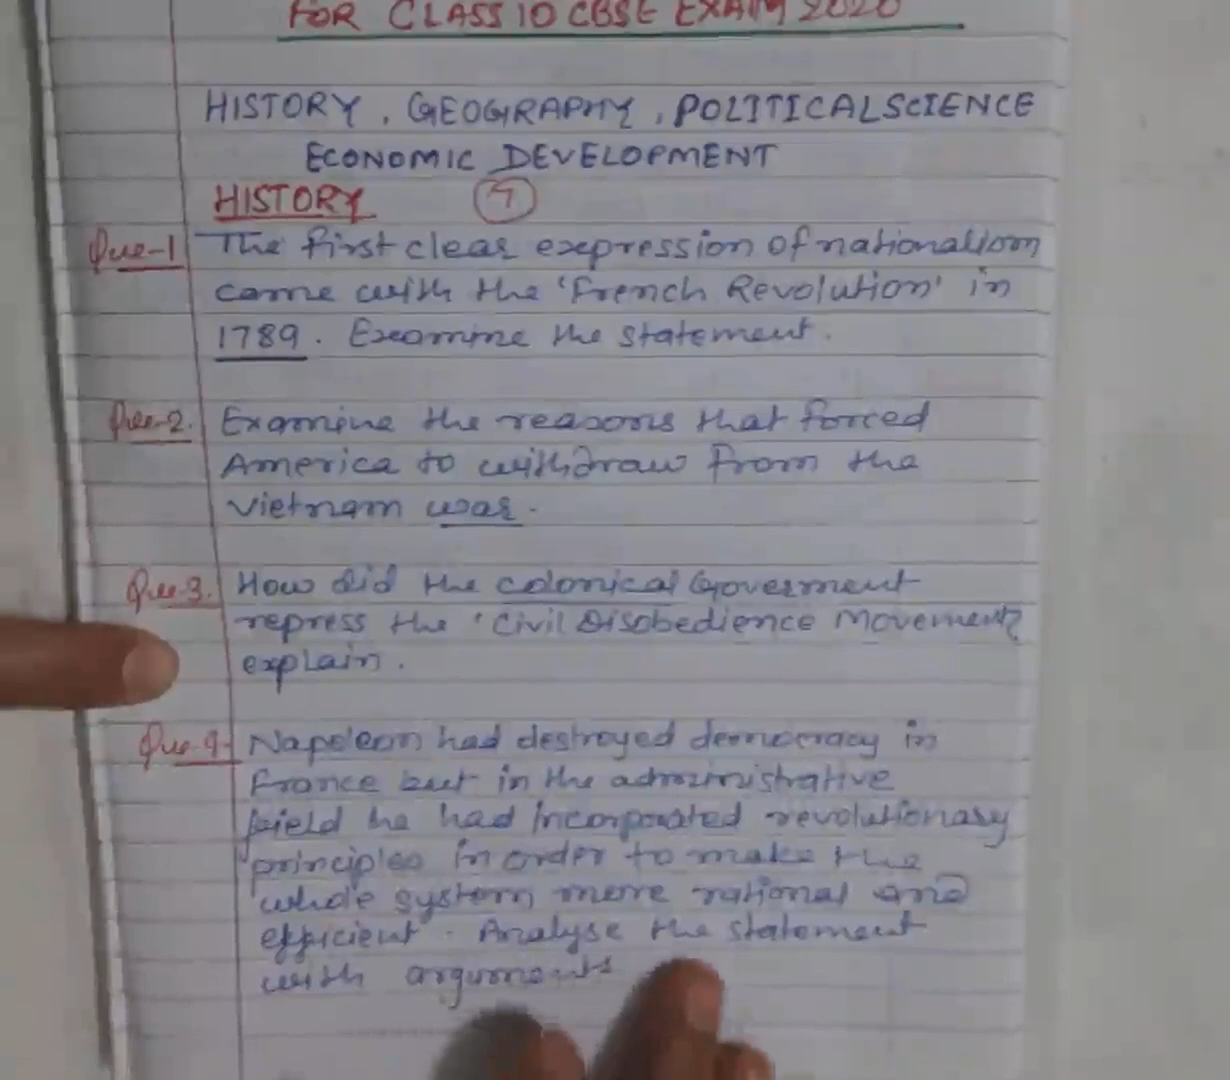 FOR CLASS 10 CBSE EXAM 2020
HISTORY, GEOGRAPHY, POLITICALSCIENCE
ECONOMIC DEVELOPMENT
HISTORY
Que-1 The first clear expression of nationalism
came with the 'French Revolution' in
1789. Examine the statement.
Que-2. Examine the reasons that forced
America to withdraw from the
Vietnam war.
Que-3. How did the colonical Goverment
repress the 'Civil Disobedience Movement?
explain.
Que-4- Napoleon had destroyed democracy in
France but in the administrative
field he had incorporated revolutionary
principles in order to make the
whole system more rational and
efficient. Analyse the statement
with arguments